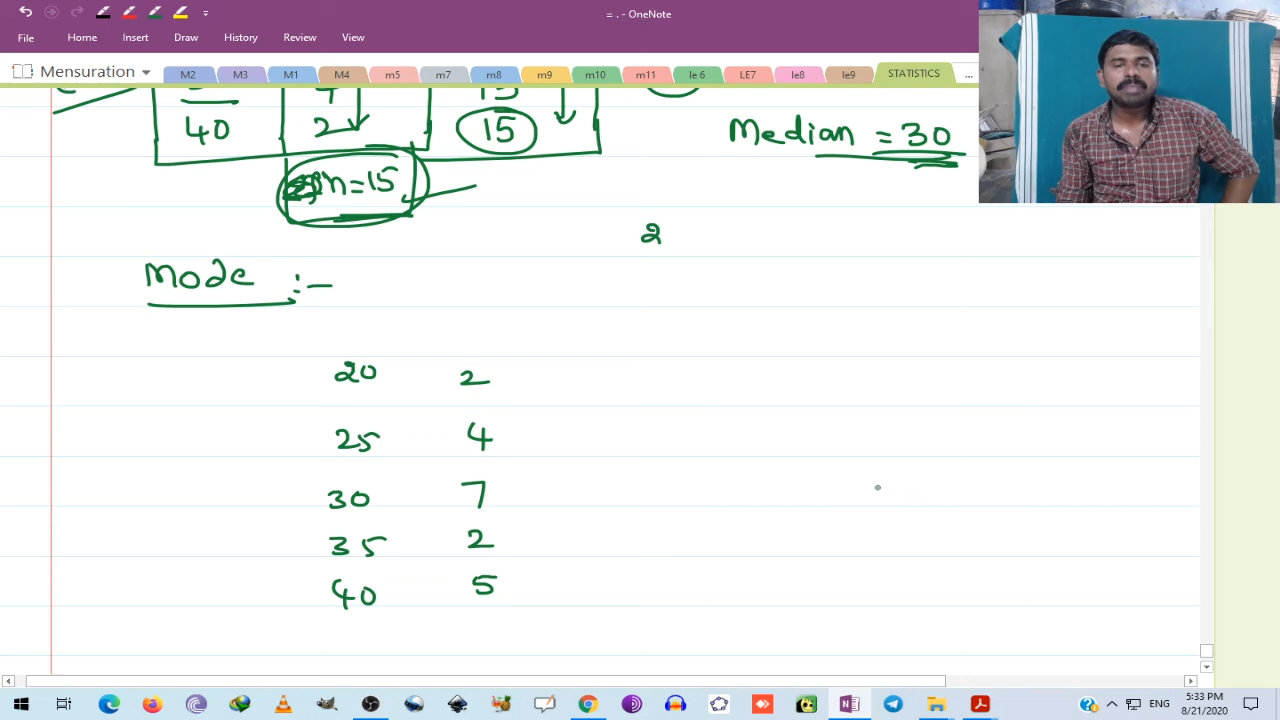 = . - OneNote
File Home Insert Draw History Review View
Mensuration M2 M3 M1 M4 m5 m7 m8 m9 m10 m11 le 6 LE7 le8 le9 STATISTICS ...
40 2 15
Median = 30
n=15
2
Mode :-
20 2
25 4
30 7
35 2
40 5
ENG 5:33 PM
8/21/2020